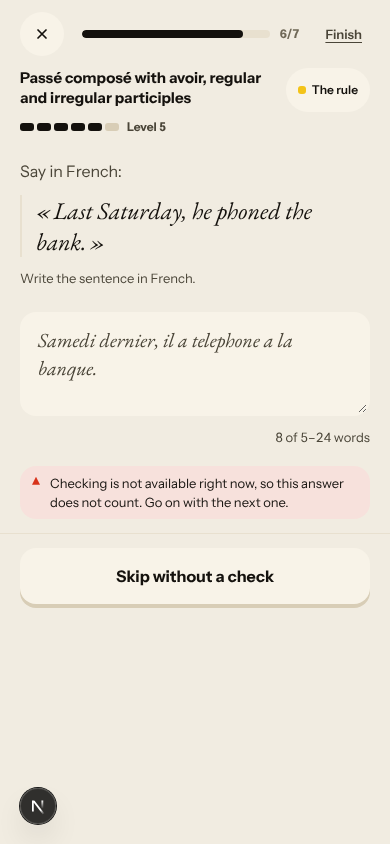 ✕
6/7
Finish
Passé composé avec avoir, regular
and irregular participles
The rule
Level 5
Say in French:
« Last Saturday, he phoned the
bank. »
Write the sentence in French.
Samedi dernier, il a telephone a la
banque.
8 of 5–24 words
Checking is not available right now, so this answer
does not count. Go on with the next one.
Skip without a check
N